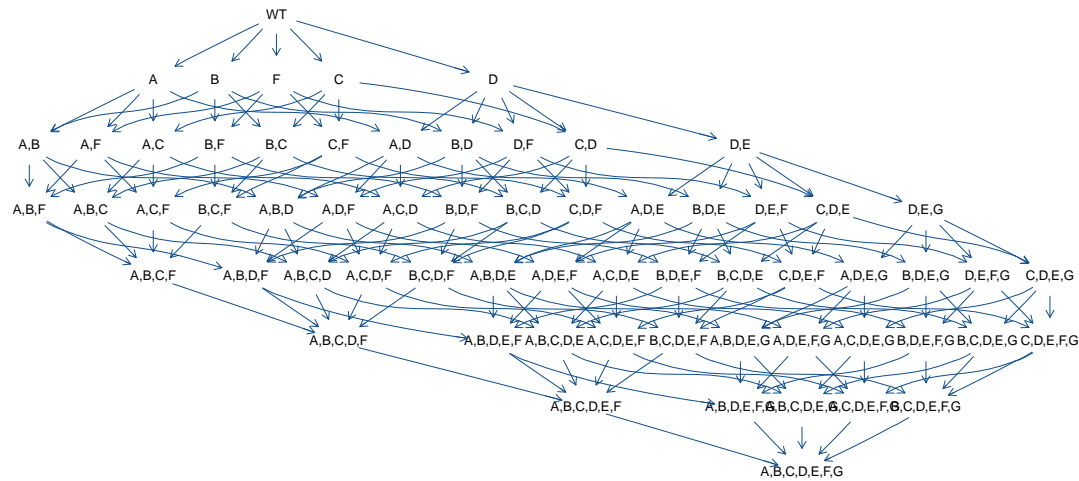 WT
A B F C D
A,B A,F A,C B,F B,C C,F A,D B,D D,F C,D D,E
A,B,F A,B,C A,C,F B,C,F A,B,D A,D,F A,C,D B,D,F B,C,D C,D,F A,D,E B,D,E D,E,F C,D,E D,E,G
A,B,C,F A,B,D,F A,B,C,D A,C,D,F B,C,D,F A,B,D,E A,D,E,F A,C,D,E B,D,E,F B,C,D,E C,D,E,F A,D,E,G B,D,E,G D,E,F,G C,D,E,G
A,B,C,D,F A,B,D,E,F A,B,C,D,E A,C,D,E,F B,C,D,E,F A,B,D,E,G A,D,E,F,G A,C,D,E,G B,D,E,F,G B,C,D,E,G C,D,E,F,G
A,B,C,D,E,F A,B,D,E,F,G A,B,C,D,E,G A,C,D,E,F,G B,C,D,E,F,G
A,B,C,D,E,F,G